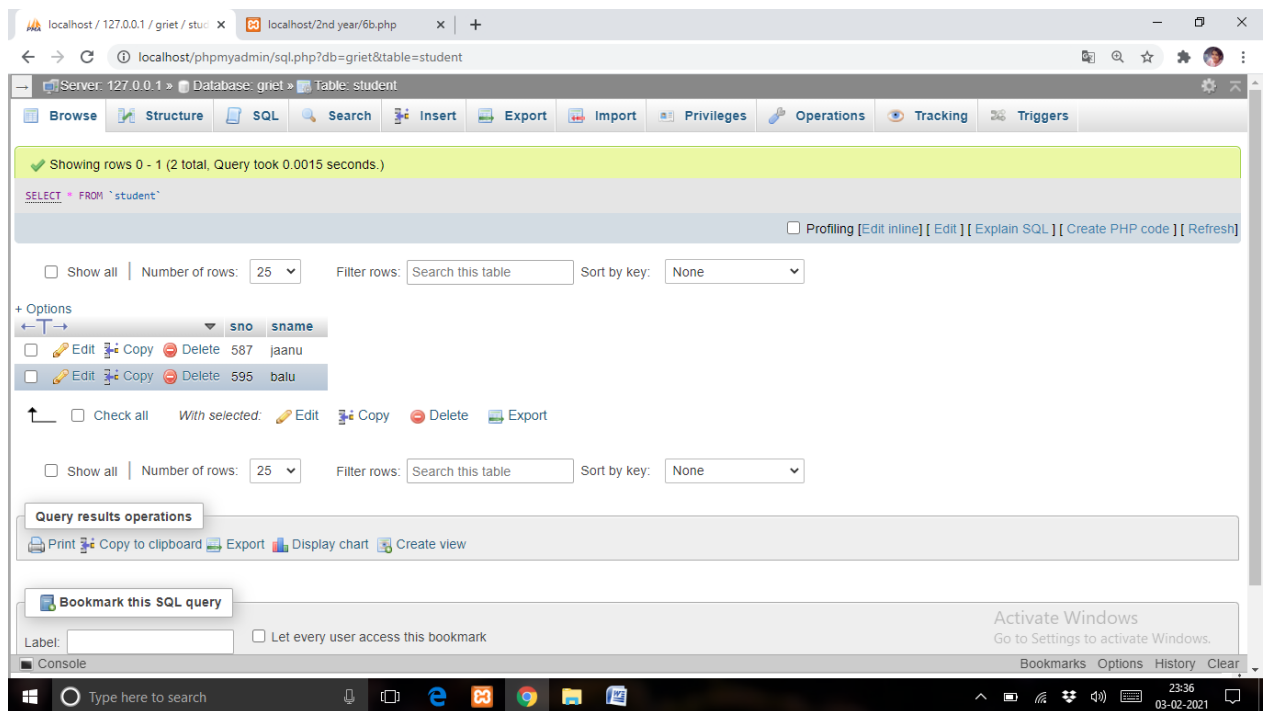 localhost / 127.0.0.1 / griet / stud
localhost/2nd year/6b.php
localhost/phpmyadmin/sql.php?db=griet&table=student
Server: 127.0.0.1 » Database: griet » Table: student
Browse Structure SQL Search Insert Export Import Privileges Operations Tracking Triggers
Showing rows 0 - 1 (2 total, Query took 0.0015 seconds.)
SELECT * FROM `student`
Profiling [Edit inline] [ Edit ] [ Explain SQL ] [ Create PHP code ] [ Refresh]
Show all | Number of rows: 25 Filter rows: Search this table Sort by key: None
+ Options
←T→ sno sname
Edit Copy Delete 587 jaanu
Edit Copy Delete 595 balu
Check all With selected: Edit Copy Delete Export
Show all | Number of rows: 25 Filter rows: Search this table Sort by key: None
Query results operations
Print Copy to clipboard Export Display chart Create view
Bookmark this SQL query
Label: Let every user access this bookmark
Activate Windows
Go to Settings to activate Windows.
Console Bookmarks Options History Clear
Type here to search
23:36
03-02-2021